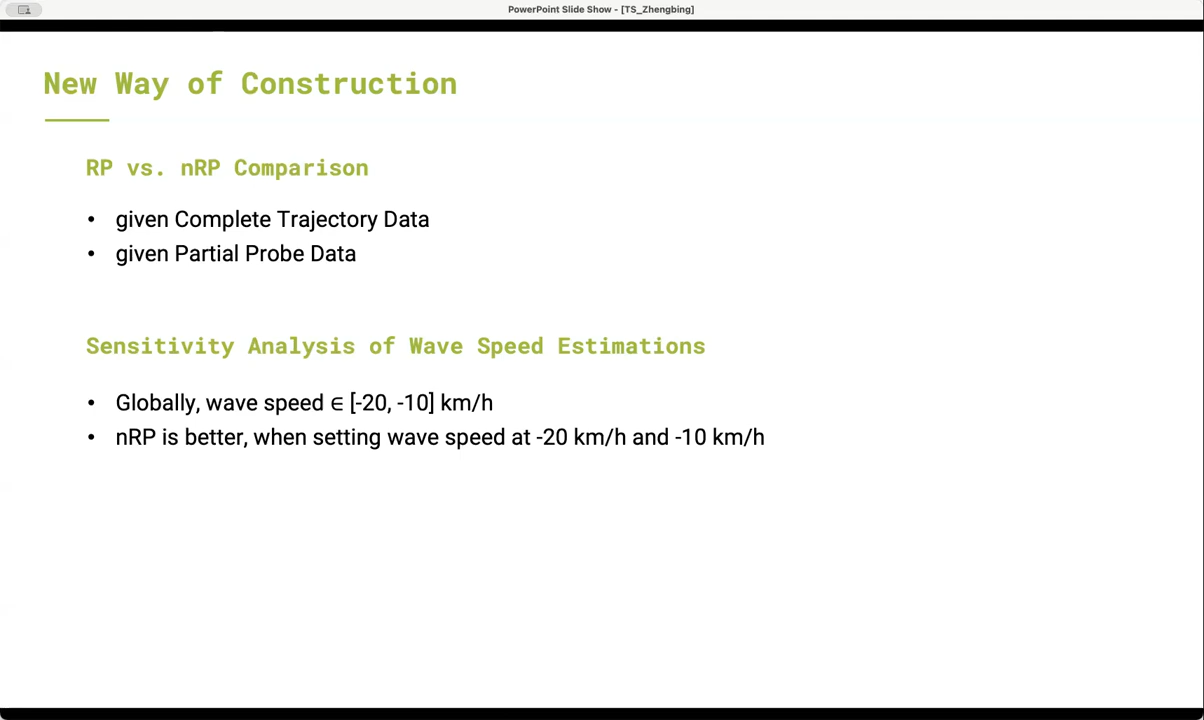 PowerPoint Slide Show - [TS_Zhengbing]
New Way of Construction
RP vs. nRP Comparison
• given Complete Trajectory Data
• given Partial Probe Data
Sensitivity Analysis of Wave Speed Estimations
• Globally, wave speed ∈ [-20, -10] km/h
• nRP is better, when setting wave speed at -20 km/h and -10 km/h